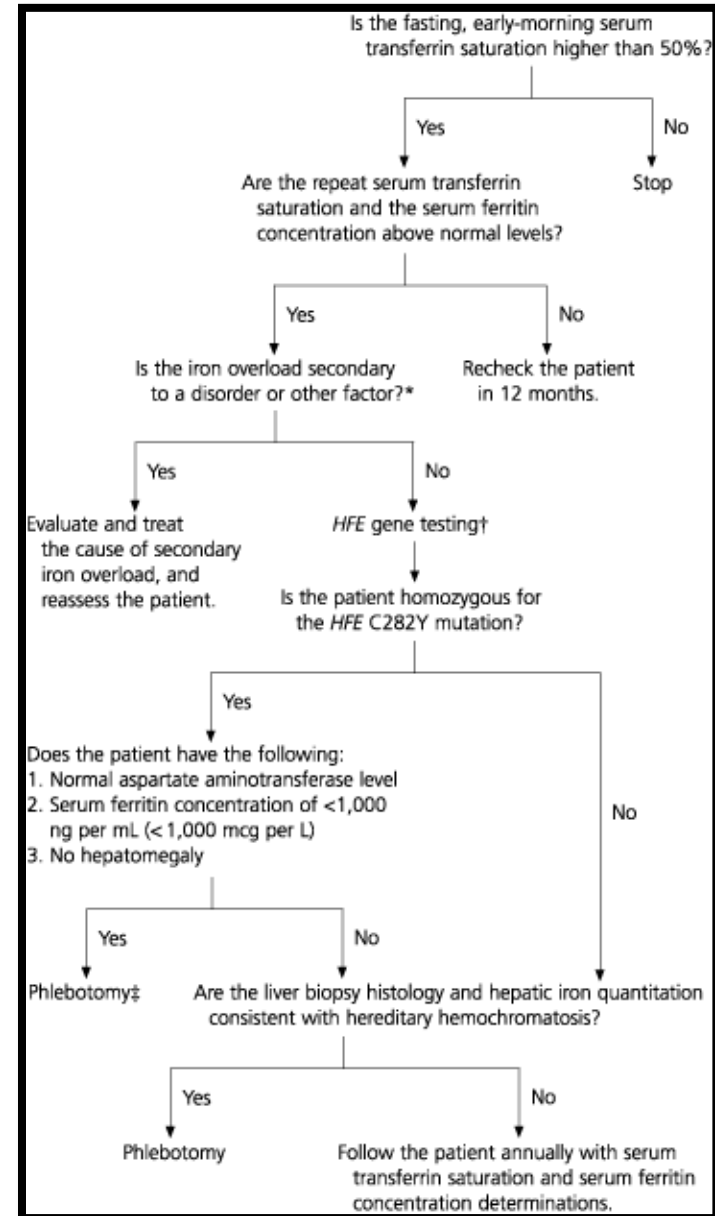 Is the fasting, early-morning serum
transferrin saturation higher than 50%?
Yes
No
Are the repeat serum transferrin
saturation and the serum ferritin
concentration above normal levels?
Stop
Yes
No
Is the iron overload secondary
to a disorder or other factor?*
Recheck the patient
in 12 months.
Yes
No
Evaluate and treat
the cause of secondary
iron overload, and
reassess the patient.
HFE gene testing†
Is the patient homozygous for
the HFE C282Y mutation?
Yes
No
Does the patient have the following:
1. Normal aspartate aminotransferase level
2. Serum ferritin concentration of <1,000
ng per mL (< 1,000 mcg per L)
3. No hepatomegaly
Yes
No
Phlebotomy‡
Are the liver biopsy histology and hepatic iron quantitation
consistent with hereditary hemochromatosis?
Yes
No
Phlebotomy
Follow the patient annually with serum
transferrin saturation and serum ferritin
concentration determinations.